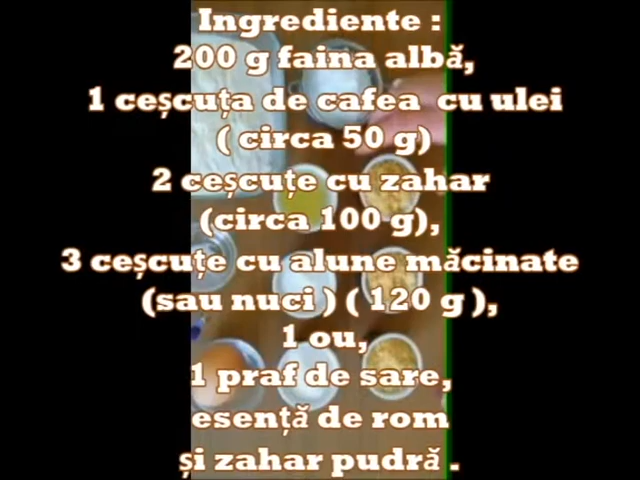 Ingrediente :
200 g faina albă,
1 ceșcuța de cafea cu ulei
( circa 50 g)
2 ceșcuțe cu zahar
(circa 100 g),
3 ceșcuțe cu alune măcinate
(sau nuci ) ( 120 g ),
1 ou,
1 praf de sare,
esență de rom
și zahar pudră .